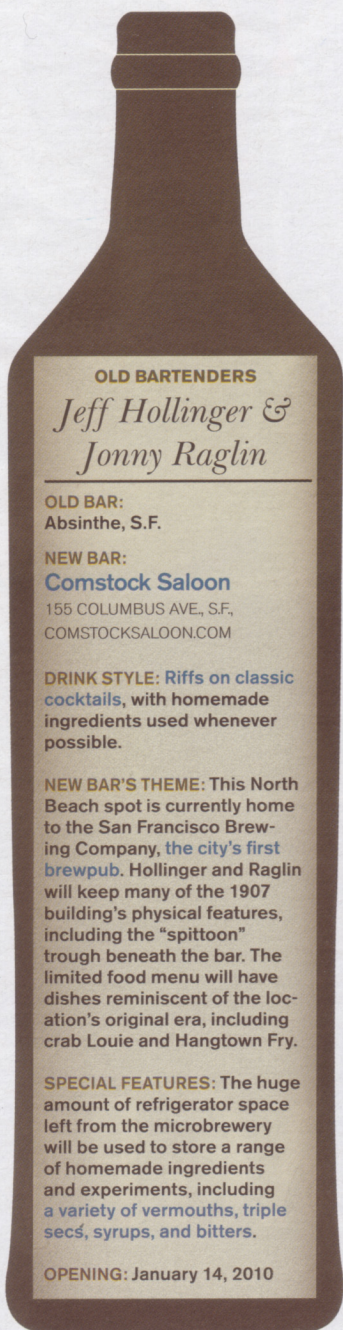 OLD BARTENDERS
Jeff Hollinger &
Jonny Raglin
OLD BAR:
Absinthe, S.F.
NEW BAR:
Comstock Saloon
155 COLUMBUS AVE., S.F.,
COMSTOCKSALOON.COM
DRINK STYLE: Riffs on classic
cocktails, with homemade
ingredients used whenever
possible.
NEW BAR'S THEME: This North
Beach spot is currently home
to the San Francisco Brew-
ing Company, the city's first
brewpub. Hollinger and Raglin
will keep many of the 1907
building's physical features,
including the "spittoon"
trough beneath the bar. The
limited food menu will have
dishes reminiscent of the loc-
ation's original era, including
crab Louie and Hangtown Fry.
SPECIAL FEATURES: The huge
amount of refrigerator space
left from the microbrewery
will be used to store a range
of homemade ingredients
and experiments, including
a variety of vermouths, triple
secs, syrups, and bitters.
OPENING: January 14, 2010